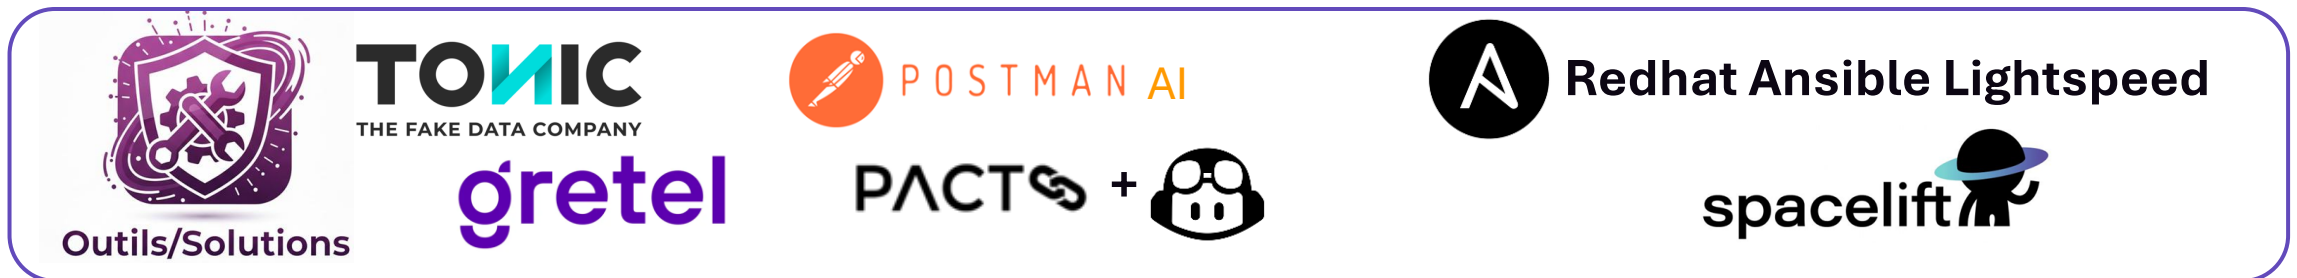 Outils/Solutions
TONIC
THE FAKE DATA COMPANY
gretel
POSTMAN AI
PACT
+
Redhat Ansible Lightspeed
spacelift